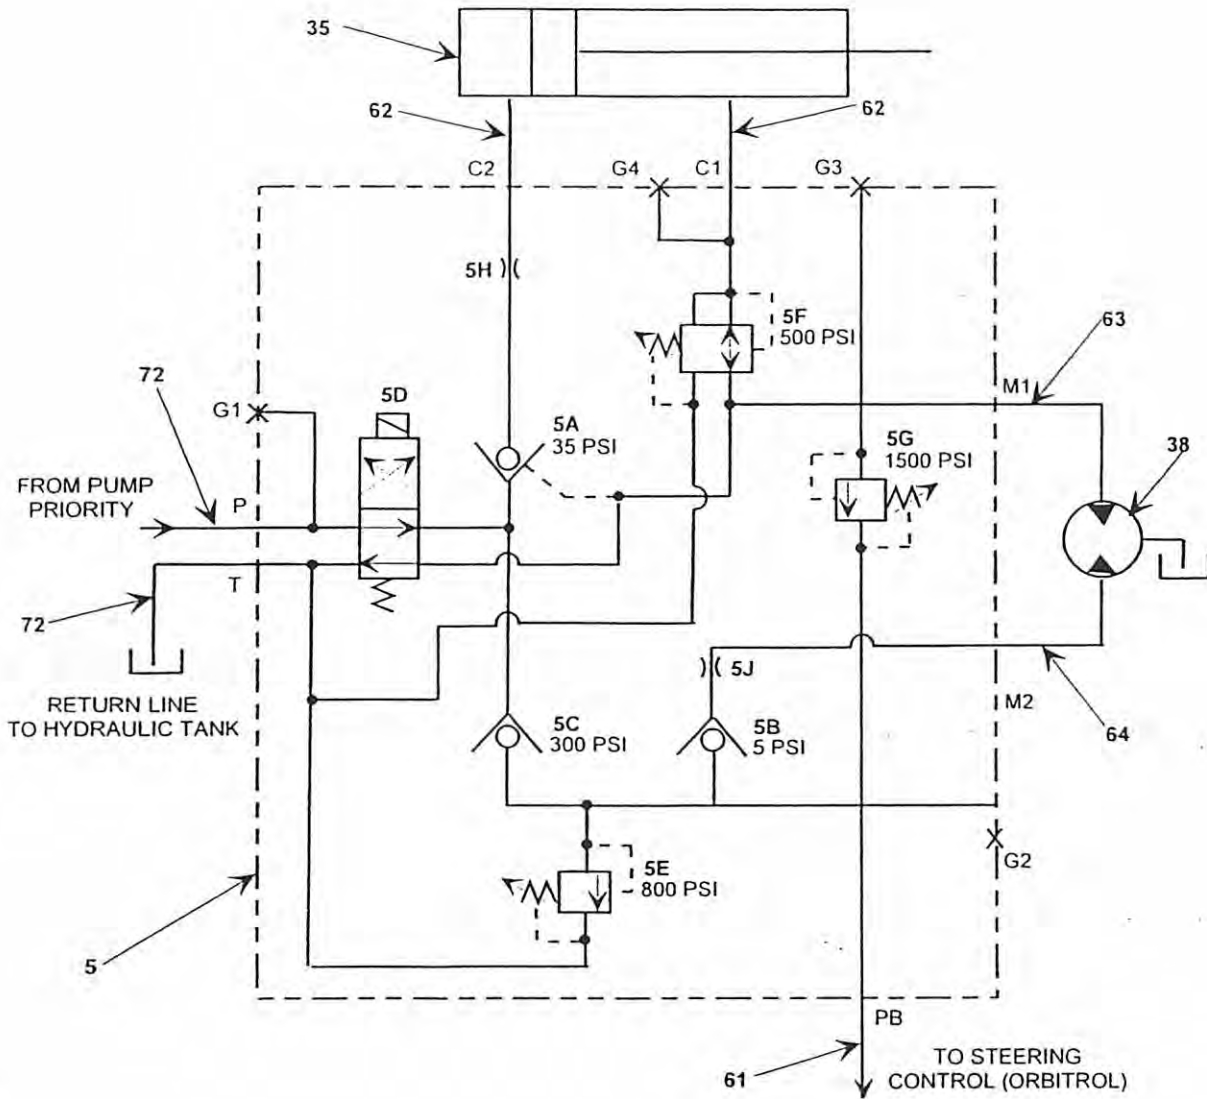 35
62
62
C2
G4
C1
G3
5H
5F
500 PSI
63
72
G1
5D
M1
5A
35 PSI
5G
1500 PSI
38
FROM PUMP
PRIORITY
P
T
72
5J
RETURN LINE
TO HYDRAULIC TANK
5C
300 PSI
5B
5 PSI
M2
64
5E
800 PSI
G2
5
PB
61
TO STEERING
CONTROL (ORBITROL)